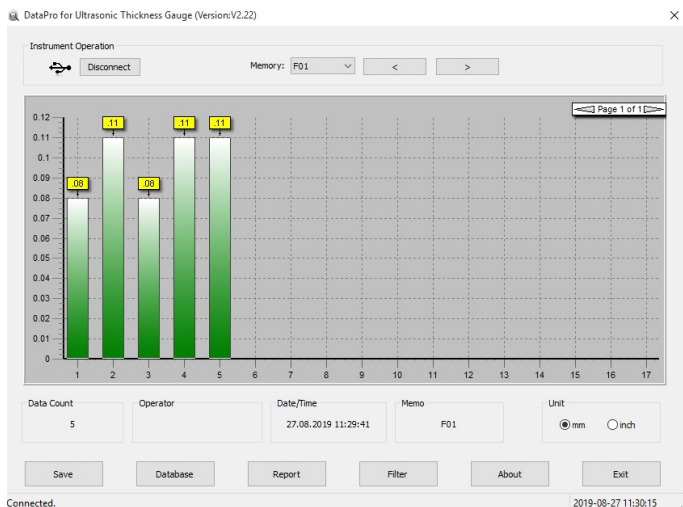 DataPro for Ultrasonic Thickness Gauge (Version:V2.22)
Instrument Operation
Disconnect
Memory: F01
<
>
Page 1 of 1
0.12
0.11
0.1
0.09
0.08
0.07
0.06
0.05
0.04
0.03
0.02
0.01
0
.08
.11
.08
.11
.11
1 2 3 4 5 6 7 8 9 10 11 12 13 14 15 16 17
Data Count
5
Operator
Date/Time
27.08.2019 11:29:41
Memo
F01
Unit
mm inch
Save Database Report Filter About Exit
Connected. 2019-08-27 11:30:15